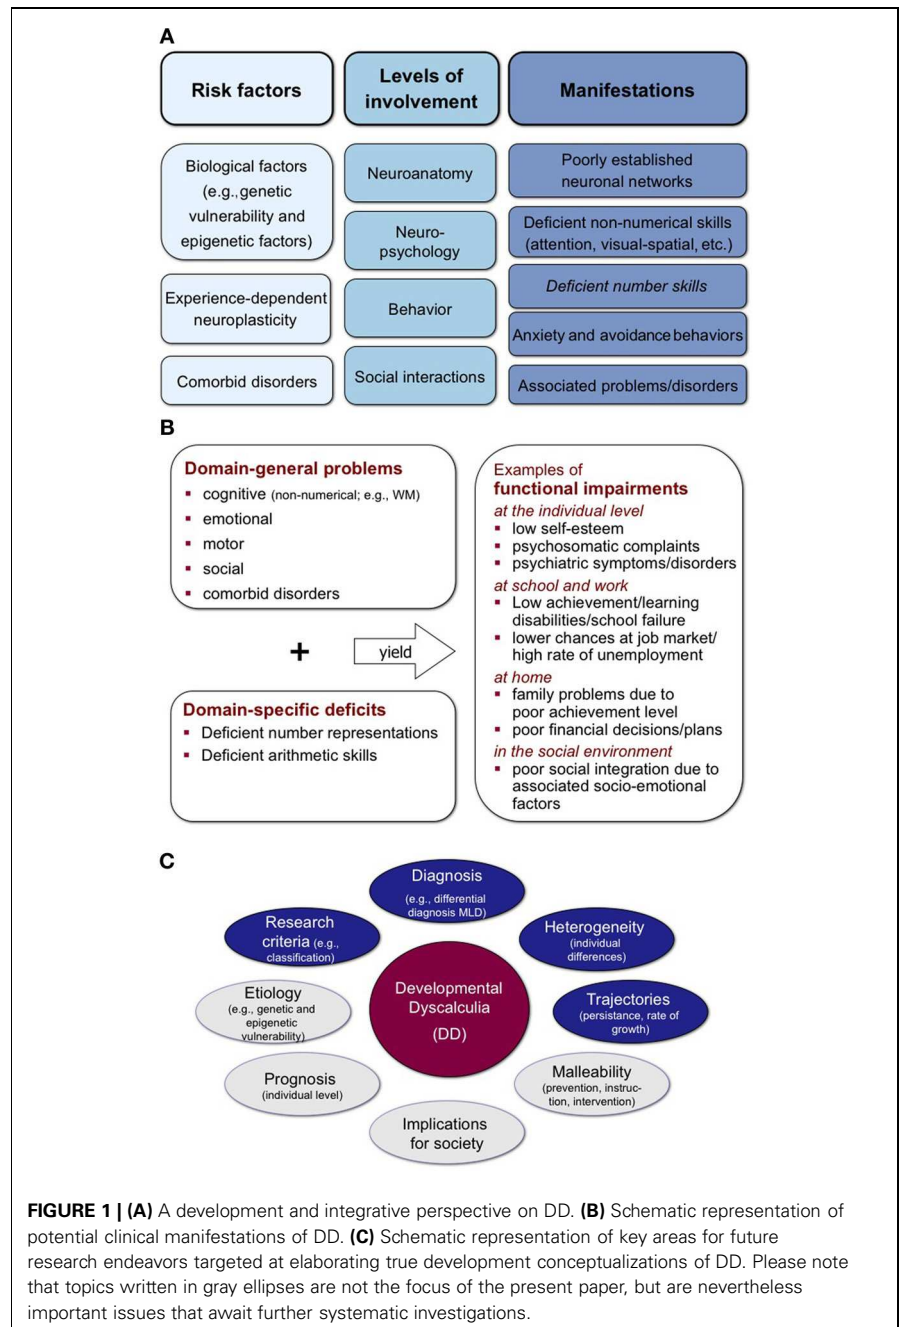 A
Risk factors
Levels of
involvement
Manifestations
Biological factors
(e.g.,genetic
vulnerability and
epigenetic factors)
Experience-dependent
neuroplasticity
Comorbid disorders
Neuroanatomy
Neuro-
psychology
Behavior
Social interactions
Poorly established
neuronal networks
Deficient non-numerical skills
(attention, visual-spatial, etc.)
Deficient number skills
Anxiety and avoidance behaviors
Associated problems/disorders
B
Domain-general problems
▪ cognitive (non-numerical; e.g., WM)
▪ emotional
▪ motor
▪ social
▪ comorbid disorders
+
yield
Domain-specific deficits
▪ Deficient number representations
▪ Deficient arithmetic skills
Examples of
functional impairments
at the individual level
▪ low self-esteem
▪ psychosomatic complaints
▪ psychiatric symptoms/disorders
at school and work
▪ Low achievement/learning
disabilities/school failure
▪ lower chances at job market/
high rate of unemployment
at home
▪ family problems due to
poor achievement level
▪ poor financial decisions/plans
in the social environment
▪ poor social integration due to
associated socio-emotional
factors
C
Diagnosis
(e.g., differential
diagnosis MLD)
Research
criteria (e.g.,
classification)
Heterogeneity
(individual
differences)
Etiology
(e.g., genetic and
epigenetic
vulnerability)
Developmental
Dyscalculia
(DD)
Trajectories
(persistance, rate of
growth)
Prognosis
(individual level)
Malleability
(prevention, instruc-
tion, intervention)
Implications
for society
FIGURE 1 | (A) A development and integrative perspective on DD. (B) Schematic representation of
potential clinical manifestations of DD. (C) Schematic representation of key areas for future
research endeavors targeted at elaborating true development conceptualizations of DD. Please note
that topics written in gray ellipses are not the focus of the present paper, but are nevertheless
important issues that await further systematic investigations.